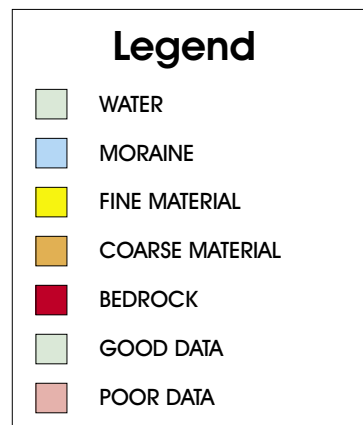 Legend
WATER
MORAINE
FINE MATERIAL
COARSE MATERIAL
BEDROCK
GOOD DATA
POOR DATA